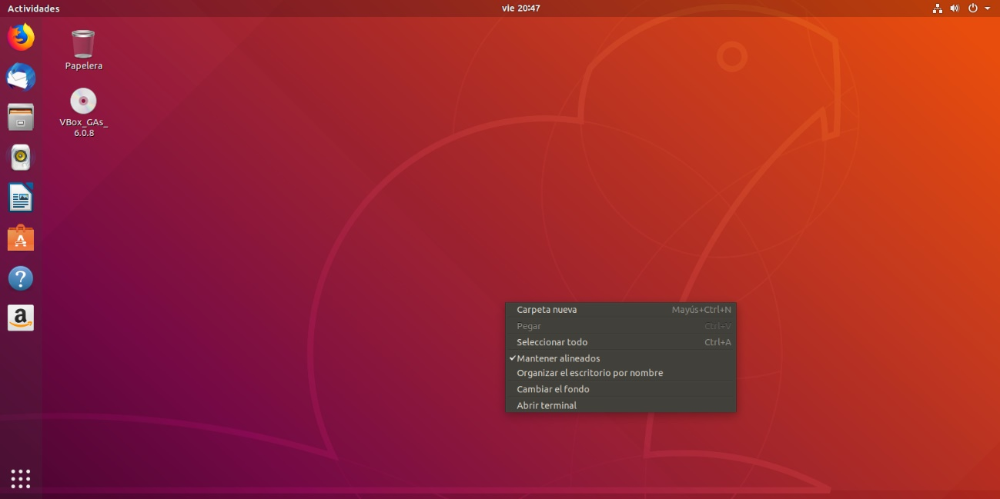 Actividades
vie 20:47
Papelera
VBox_GAs_
6.0.8
Carpeta nueva Mayús+Ctrl+N
Pegar Ctrl+V
Seleccionar todo Ctrl+A
Mantener alineados
Organizar el escritorio por nombre
Cambiar el fondo
Abrir terminal